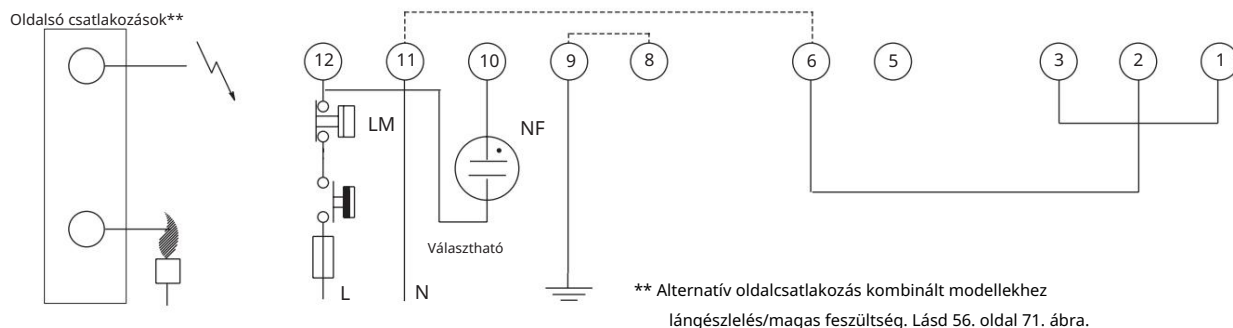 Oldalsó csatlakozások**
12 11 10 9 8 6 5 3 2 1
LM
NF
Választható
L N
** Alternatív oldalcsatlakozás kombinált modellekhez
lángészlelés/magas feszültség. Lásd 56. oldal 71. ábra.